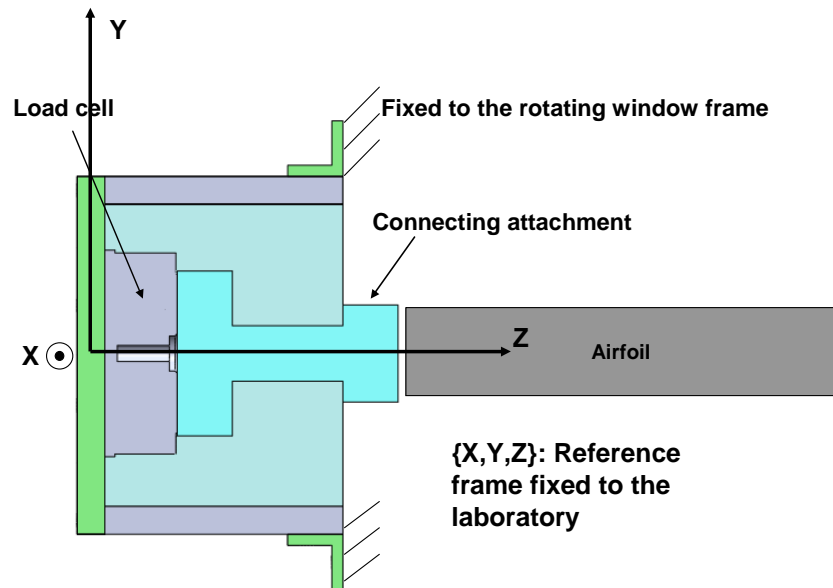 Y
Load cell
Fixed to the rotating window frame
Connecting attachment
X
Z
Airfoil
{X,Y,Z}: Reference
frame fixed to the
laboratory